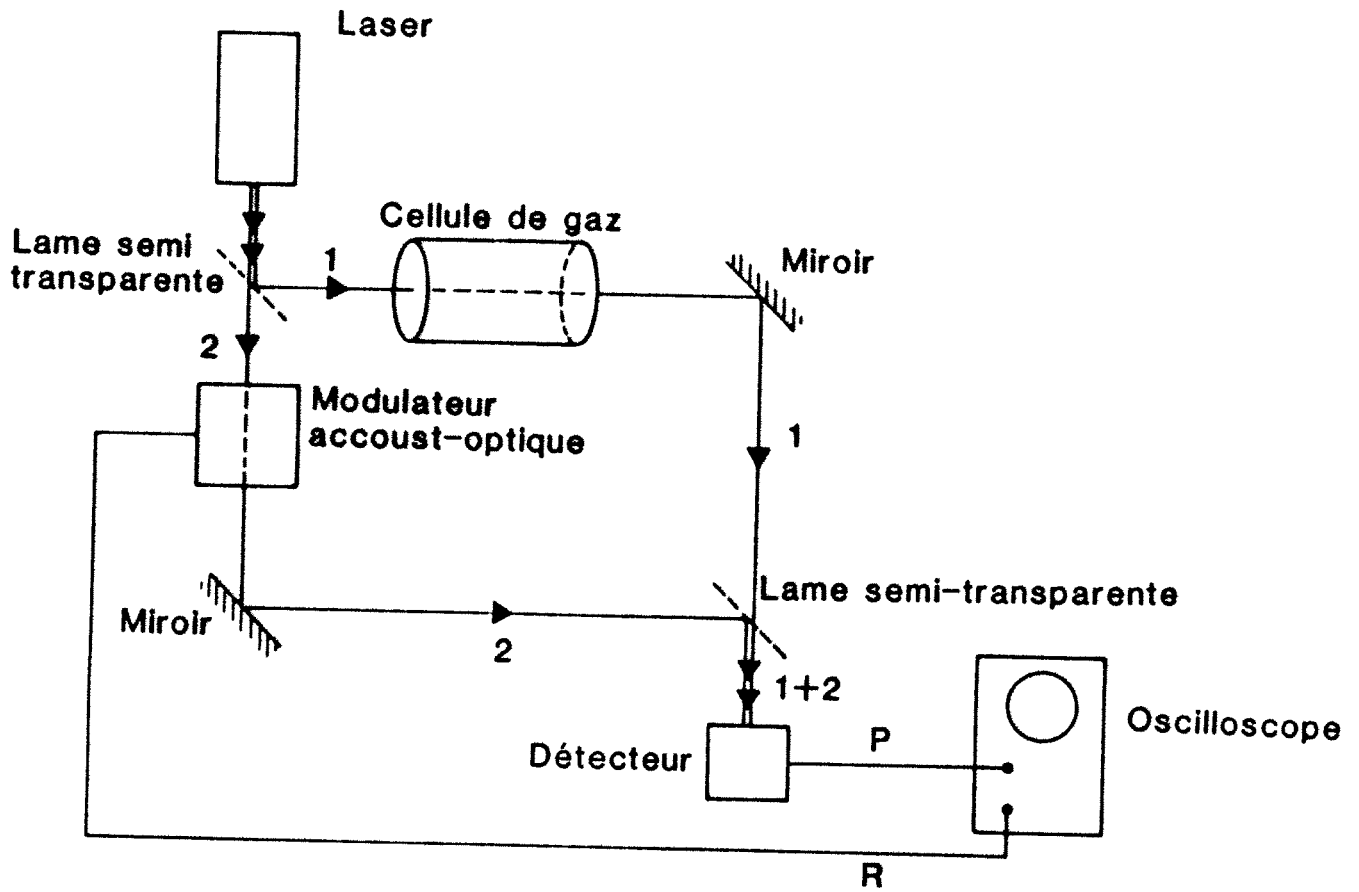 Laser
Cellule de gaz
Lame semi
transparente
1
Miroir
2
Modulateur
accoust-optique
1
Lame semi-transparente
Miroir
2
1+2
Oscilloscope
Détecteur
P
R